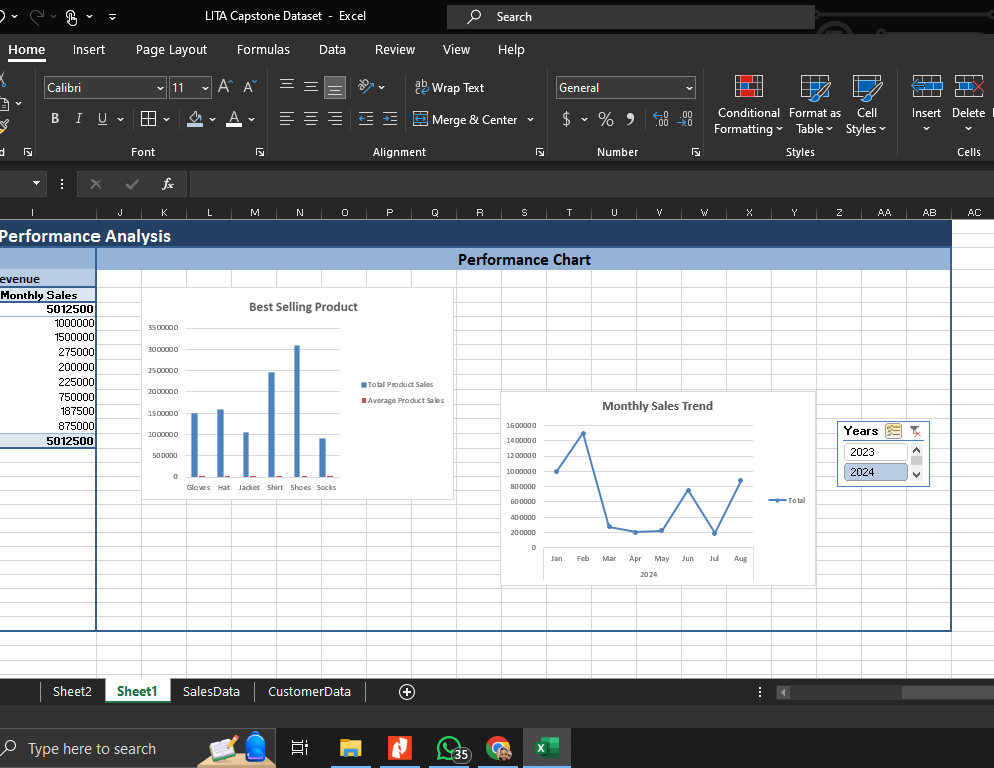 LITA Capstone Dataset - Excel
Search
Home Insert Page Layout Formulas Data Review View Help
Calibri 11 Wrap Text General
B I U Merge & Center $ % Conditional Formatting Format as Table Cell Styles Insert Delete
Font Alignment Number Styles Cells
fx
I J K L M N O P Q R S T U V W X Y Z AA AB AC
Performance Analysis
Performance Chart
evenue
Monthly Sales
5012500
1000000
1500000
275000
200000
225000
750000
187500
875000
5012500
Best Selling Product
3500000
3000000
2500000
2000000
1500000
1000000
500000
0
Gloves Hat Jacket Shirt Shoes Socks
Total Product Sales
Average Product Sales
Monthly Sales Trend
1600000
1400000
1200000
1000000
800000
600000
400000
200000
0
Jan Feb Mar Apr May Jun Jul Aug
2024
Total
Years
2023
2024
Sheet2 Sheet1 SalesData CustomerData
Type here to search
35